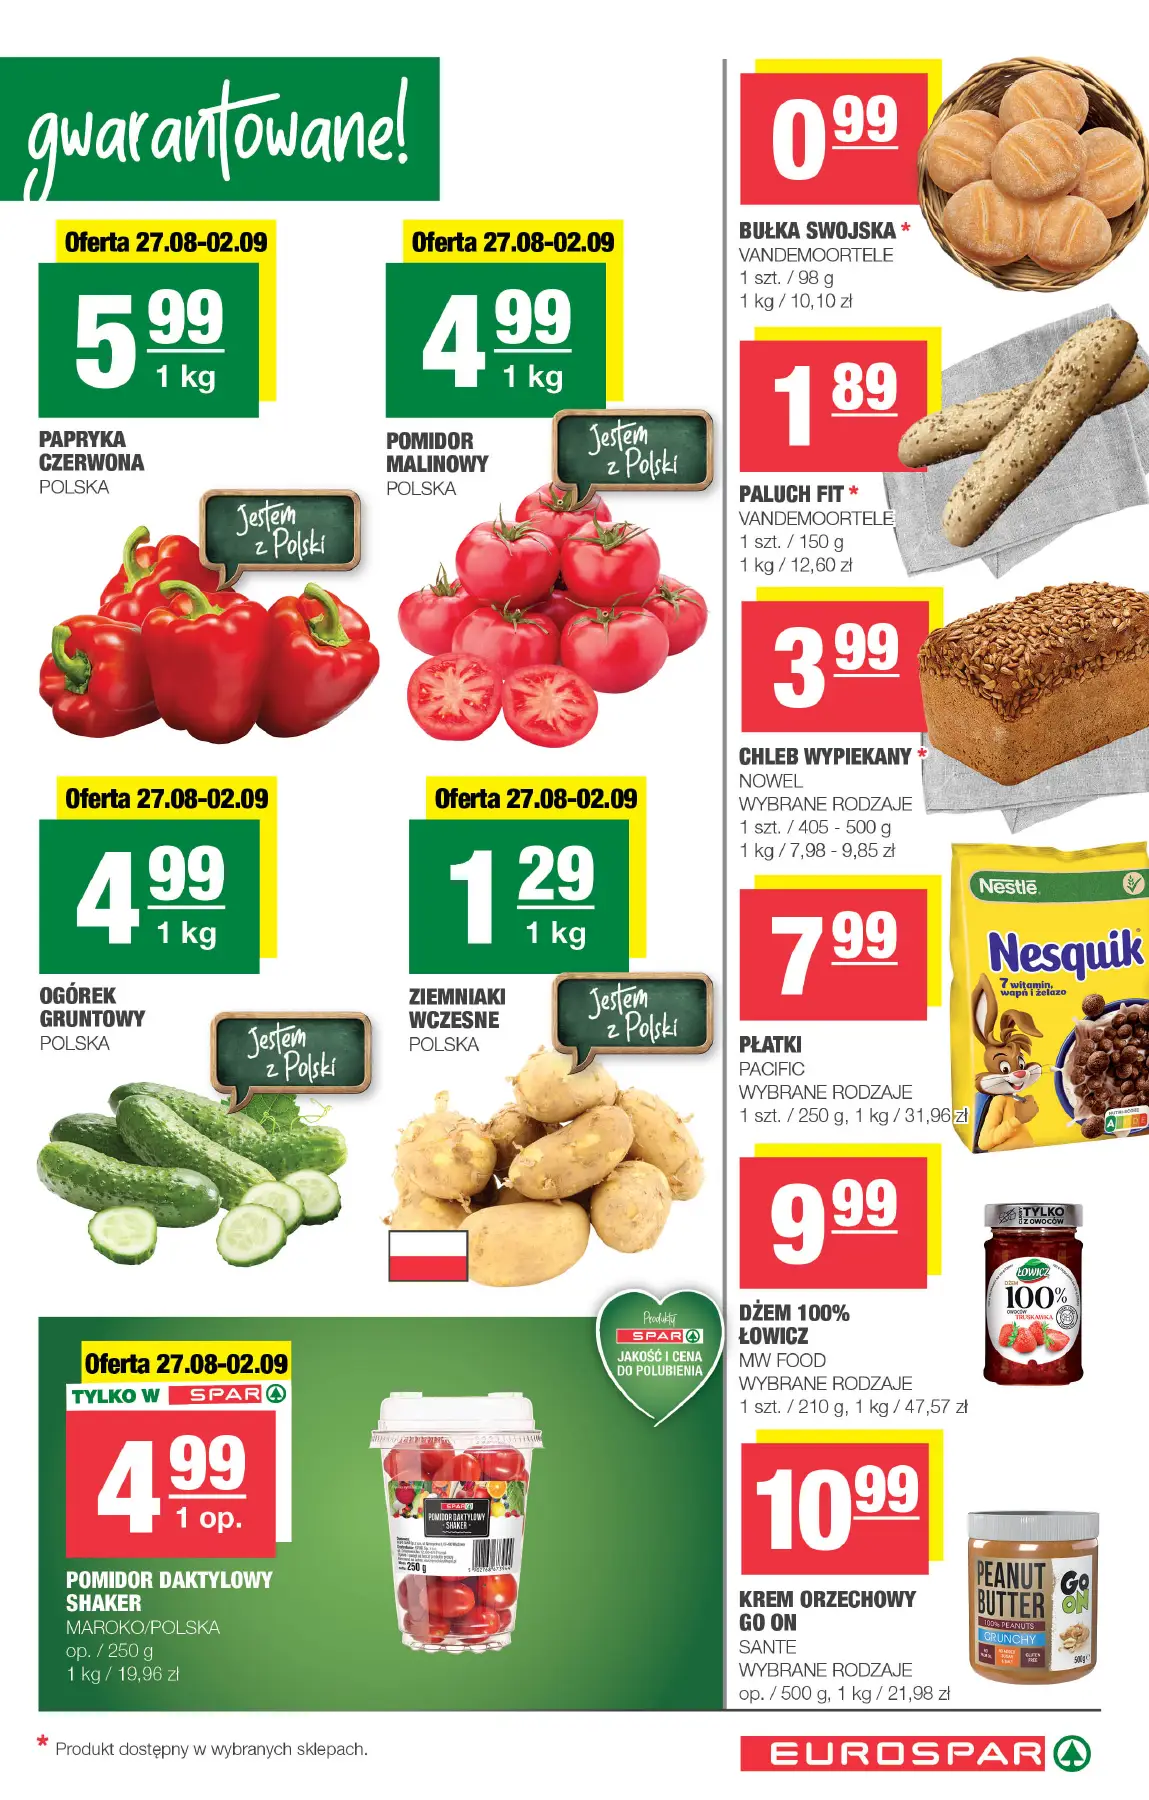 gwarantowane!
Oferta 27.08-02.09
5 99
1 kg
PAPRYKA
CZERWONA
POLSKA
Jestem
z Polski
Oferta 27.08-02.09
4 99
1 kg
POMIDOR
MALINOWY
POLSKA
Jestem
z Polski
Oferta 27.08-02.09
4 99
1 kg
OGÓREK
GRUNTOWY
POLSKA
Jestem
z Polski
Oferta 27.08-02.09
1 29
1 kg
ZIEMNIAKI
WCZESNE
POLSKA
Jestem
z Polski
Oferta 27.08-02.09
TYLKO W SPAR
4 99
1 op.
POMIDOR DAKTYLOWY
SHAKER
MAROKO/POLSKA
op. / 250 g
1 kg / 19,96 zł
Produkty
SPAR
JAKOŚĆ I CENA
DO POLUBIENIA
SPAR
POMIDOR DAKTYLOWY
- SHAKER -
250 g
0 99
BUŁKA SWOJSKA *
VANDEMOORTELE
1 szt. / 98 g
1 kg / 10,10 zł
1 89
PALUCH FIT *
VANDEMOORTELE
1 szt. / 150 g
1 kg / 12,60 zł
3 99
CHLEB WYPIEKANY *
NOWEL
WYBRANE RODZAJE
1 szt. / 405 - 500 g
1 kg / 7,98 - 9,85 zł
7 99
PŁATKI
PACIFIC
WYBRANE RODZAJE
1 szt. / 250 g, 1 kg / 31,96 zł
Nestlé
Nesquik
7 witamin,
wapń i żelazo
9 99
DŻEM 100%
ŁOWICZ
MW FOOD
WYBRANE RODZAJE
1 szt. / 210 g, 1 kg / 47,57 zł
TYLKO
Z OWOCÓW
ŁOWICZ
DŻEM
100%
OWOCÓW
TRUSKAWKA
10 99
KREM ORZECHOWY
GO ON
SANTE
WYBRANE RODZAJE
op. / 500 g, 1 kg / 21,98 zł
PEANUT
BUTTER
100% PEANUTS
CRUNCHY
GO
ON
500g
* Produkt dostępny w wybranych sklepach.
EUROSPAR